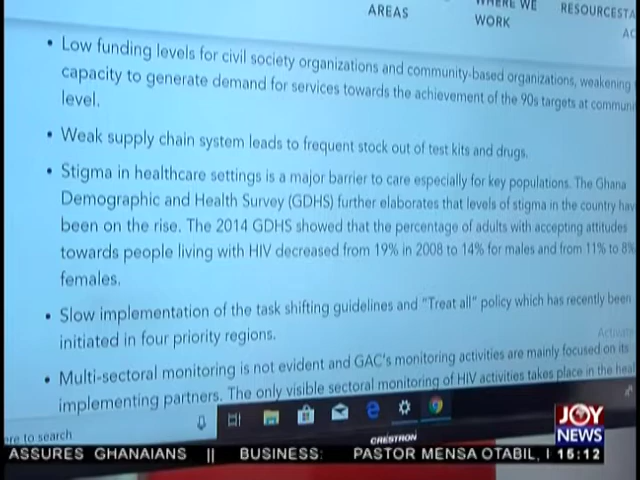 AREAS
WHERE WE
WORK
RESOURCES
• Low funding levels for civil society organizations and community-based organizations, weakening
capacity to generate demand for services towards the achievement of the 90s targets at
level.
• Weak supply chain system leads to frequent stock out of test kits and drugs.
• Stigma in healthcare settings is a major barrier to care especially for key populations. The Ghana
Demographic and Health Survey (GDHS) further elaborates that levels of stigma in the country
been on the rise. The 2014 GDHS showed that the percentage of adults with accepting attitudes
towards people living with HIV decreased from 19% in 2008 to 14% for males and from 11% to 8%
females.
• Slow implementation of the task shifting guidelines and “Treat all” policy which has recently been
initiated in four priority regions.
• Multi-sectoral monitoring is not evident and GAC's monitoring activities are mainly focused on its
implementing partners. The only visible sectoral monitoring of HIV activities takes place in the
to search
CRESTRON
JOY
NEWS
ASSURES GHANAIANS || BUSINESS: PASTOR MENSA OTABIL, 15:12